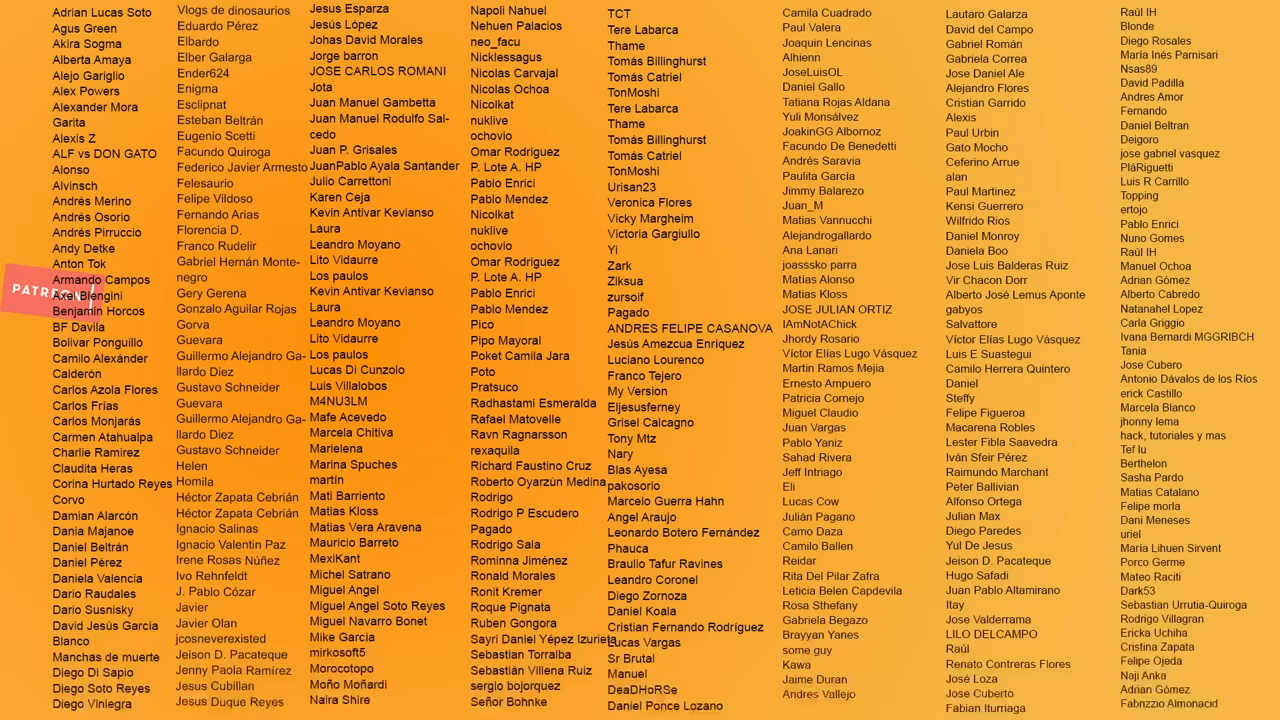 Adrian Lucas Soto
Agus Green
Akira Sogma
Alberta Amaya
Alejo Gariglio
Alex Powers
Alexander Mora
Garita
Alexis Z
ALF vs DON GATO
Alonso
Alvinsch
Andrés Merino
Andrés Osorio
Andrés Pirruccio
Andy Detke
Anton Tok
Armando Campos
PATREON
Axel Blengini
Benjamin Horcos
BF Davila
Bolivar Ponguillo
Camilo Alexánder
Calderón
Carlos Azola Flores
Carlos Frías
Carlos Monjarás
Carmen Atahualpa
Charlie Ramirez
Claudita Heras
Corina Hurtado Reyes
Corvo
Damian Alarcón
Dania Majanoe
Daniel Beltrán
Daniel Pérez
Daniela Valencia
Dario Raudales
Dario Susnisky
David Jesús García
Blanco
Manchas de muerte
Diego Di Sapio
Diego Soto Reyes
Diego Viniegra
Vlogs de dinosaurios
Eduardo Pérez
Elbardo
Elber Galarga
Ender624
Enigma
Esclipnat
Esteban Beltrán
Eugenio Scetti
Facundo Quiroga
Federico Javier Armesto
Felesaurio
Felipe Vildoso
Fernando Arias
Florencia D.
Franco Rudelir
Gabriel Hernán Monte-
negro
Gery Gerena
Gonzalo Aguilar Rojas
Gorva
Guevara
Guillermo Alejandro Ga-
llardo Diez
Gustavo Schneider
Guevara
Guillermo Alejandro Ga-
llardo Diez
Gustavo Schneider
Helen
Homila
Héctor Zapata Cebrián
Héctor Zapata Cebrián
Ignacio Salinas
Ignacio Valentín Paz
Irene Rosas Núñez
Ivo Rehnfeldt
J. Pablo Cózar
Javier
Javier Olan
jcosneverexisted
Jeison D. Pacateque
Jenny Paola Ramírez
Jesus Cubillan
Jesus Duque Reyes
Jesus Esparza
Jesús López
Johas David Morales
Jorge barron
JOSE CARLOS ROMANI
Jota
Juan Manuel Gambetta
Juan Manuel Rodulfo Sal-
cedo
Juan P. Grisales
JuanPablo Ayala Santander
Julio Carrettoni
Karen Ceja
Kevin Antivar Kevianso
Laura
Leandro Moyano
Lito Vidaurre
Los paulos
Kevin Antivar Kevianso
Laura
Leandro Moyano
Lito Vidaurre
Los paulos
Lucas Di Cunzolo
Luis Villalobos
M4NU3LM
Mafe Acevedo
Marcela Chitiva
Marielena
Marina Spuches
martín
Mati Barriento
Matias Kloss
Matias Vera Aravena
Mauricio Bareto
MexiKant
Michel Satrano
Miguel Angel
Miguel Angel Soto Reyes
Miguel Navarro Bonet
Mike García
mirkosoft5
Morocotopo
Moño Moñardi
Naira Shire
Napoli Nahuel
Nehuen Palacios
neo_facu
Nicklessagus
Nicolas Carvajal
Nicolas Ochoa
Nicolkat
nuklive
ochovio
Omar Rodriguez
P. Lote A. HP
Pablo Enrici
Pablo Mendez
Nicolkat
nuklive
ochovio
Omar Rodriguez
P. Lote A. HP
Pablo Enrici
Pablo Mendez
Pico
Pipo Mayoral
Poket Camila Jara
Poto
Pratsuco
Radhastami Esmeralda
Rafael Matovelle
Ravn Ragnarsson
rexaquila
Richard Faustino Cruz
Roberto Oyarzún Medina
Rodrigo
Rodrigo P Escudero
Pagado
Rodrigo Sala
Rominna Jiménez
Ronald Morales
Ronit Kremer
Roque Pignata
Ruben Gongora
Sayri Daniel Yépez Izurieta
Sebastian Torralba
Sebastián Villena Ruiz
sergio bojorquez
Señor Bohnke
TCT
Tere Labarca
Thame
Tomás Billinghurst
Tomás Catriel
TonMoshi
Tere Labarca
Thame
Tomás Billinghurst
Tomás Catriel
TonMoshi
Urisan23
Veronica Flores
Vicky Margheim
Victoria Gargiullo
Yi
Zark
Ziksua
zursoif
Pagado
ANDRES FELIPE CASANOVA
Jesús Amezcua Enriquez
Luciano Lourenco
Franco Tejero
My Version
Eljesusferney
Grisel Calcagno
Tony Mtz
Nary
Blas Ayesa
pakosorio
Marcelo Guerra Hahn
Angel Araujo
Leonardo Botero Fernández
Phauca
Braulio Tafur Ravines
Leandro Coronel
Diego Zornoza
Daniel Koala
Cristian Fernando Rodríguez
Lucas Vargas
Sr Brutal
Manuel
DeaDHoRSe
Daniel Ponce Lozano
Camila Cuadrado
Paul Valera
Joaquin Lencinas
Alhienn
JoseLuisOL
Daniel Gallo
Tatiana Rojas Aldana
Yuli Monsálvez
JoakinGG Albornoz
Facundo De Benedetti
Andrés Saravia
Paulita García
Jimmy Balarezo
Juan_M
Matias Vannucchi
Alejandrogallardo
Ana Lanari
joasssko parra
Matías Alonso
Matias Kloss
JOSE JULIAN ORTIZ
IAmNotAChick
Jhordy Rosario
Víctor Elías Lugo Vásquez
Martin Ramos Mejia
Ernesto Ampuero
Patricia Cornejo
Miguel Claudio
Juan Vargas
Pablo Yaniz
Sahad Rivera
Jeff Intriago
Eli
Lucas Cow
Julián Pagano
Camo Daza
Camilo Ballen
Reidar
Rita Del Pilar Zafra
Leticia Belen Capdevila
Rosa Sthefany
Gabriela Begazo
Brayyan Yanes
some guy
Kawa
Jaime Duran
Andres Vallejo
Lautaro Galarza
David del Campo
Gabriel Román
Gabriela Correa
Jose Daniel Ale
Alejandro Flores
Cristian Garrido
Alexis
Paul Urbin
Gato Mocho
Ceferino Arrue
alan
Paul Martinez
Kensi Guerrero
Wilfrido Rios
Daniel Monroy
Daniela Boo
Jose Luis Balderas Ruiz
Vir Chacon Dorr
Alberto José Lemus Aponte
gabyos
Salvattore
Víctor Elías Lugo Vásquez
Luis E Suastegui
Camilo Herrera Quintero
Daniel
Steffy
Felipe Figueroa
Macarena Robles
Lester Fibla Saavedra
Iván Sfeir Pérez
Raimundo Marchant
Peter Ballivian
Alfonso Ortega
Julian Max
Diego Paredes
Yul De Jesus
Jeison D. Pacateque
Hugo Safadi
Juan Pablo Altamirano
Itay
Jose Valderrama
LILO DELCAMPO
Raúl
Renato Contreras Flores
José Loza
Jose Cuberto
Fabian Iturriaga
Raúl IH
Blonde
Diego Rosales
María Inés Parnisari
Nsas89
David Padilla
Andres Amor
Fernando
Daniel Beltran
Deigoro
jose gabriel vasquez
PláRiguetti
Luis R Carrillo
Topping
ertojo
Pablo Enrici
Nuno Gomes
Raúl IH
Manuel Ochoa
Adrián Gómez
Alberto Cabredo
Natanahel Lopez
Carla Griggio
Ivana Bernardi MGGRIBCH
Tania
Jose Cubero
Antonio Dávalos de los Ríos
erick Castillo
Marcela Blanco
jhonny lema
hack, tutoriales y mas
Tef lu
Berthelon
Sasha Pardo
Matias Catalano
Felipe morla
Dani Meneses
uriel
María Lihuen Sirvent
Porco Germe
Mateo Raciti
Dark53
Sebastian Urrutia-Quiroga
Rodrigo Villagran
Ericka Uchiha
Cristina Zapata
Felipe Ojeda
Naji Anka
Adrián Gómez
Fabrizzio Almonacid